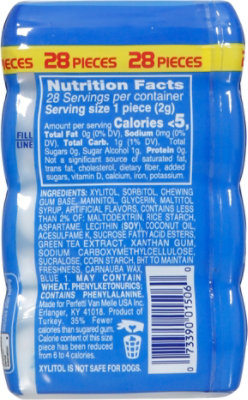 28 PIECES 28 PIECES
Nutrition Facts
28 Servings per container
Serving size 1 piece (2g)
Amount per serving Calories <5,
Total Fat 0g (0% DV), Sodium 0mg (0%
DV), Total Carb. 1g (1% DV), Total
Sugars 0g, Sugar Alcohol 1g, Protein 0g.
Not a significant source of saturated fat,
trans fat, cholesterol, dietary fiber, added
sugars, vitamin D, calcium, iron, potassium.
FILL
LINE
INGREDIENTS: XYLITOL, SORBITOL, CHEWING
GUM BASE, MANNITOL, GLYCERIN, MALTITOL
SYRUP, ARTIFICIAL FLAVORS, CONTAINS LESS
THAN 2% OF: MALTODEXTRIN, RICE STARCH,
ASPARTAME, LECITHIN (SOY), COCONUT OIL,
ACESULFAME K, SUCROSE FATTY ACID ESTERS,
GREEN TEA EXTRACT, XANTHAN GUM,
SODIUM CARBOXYMETHYLCELLULOSE,
SUCRALOSE, CORN STARCH, BHT TO MAINTAIN
FRESHNESS, CARNAUBA WAX,
BLUE 1. MAY CONTAIN
WHEAT. PHENYLKETONURICS:
CONTAINS PHENYLALANINE.
Made for Perfetti Van Melle USA Inc.
Erlanger, KY 41018. Product of
Turkey. 35% Fewer
calories than sugared gum.
Calorie content of this size
piece has been reduced
from 6 to 4 calories.
XYLITOL IS NOT SAFE FOR DOGS.
0 73390 01506 0